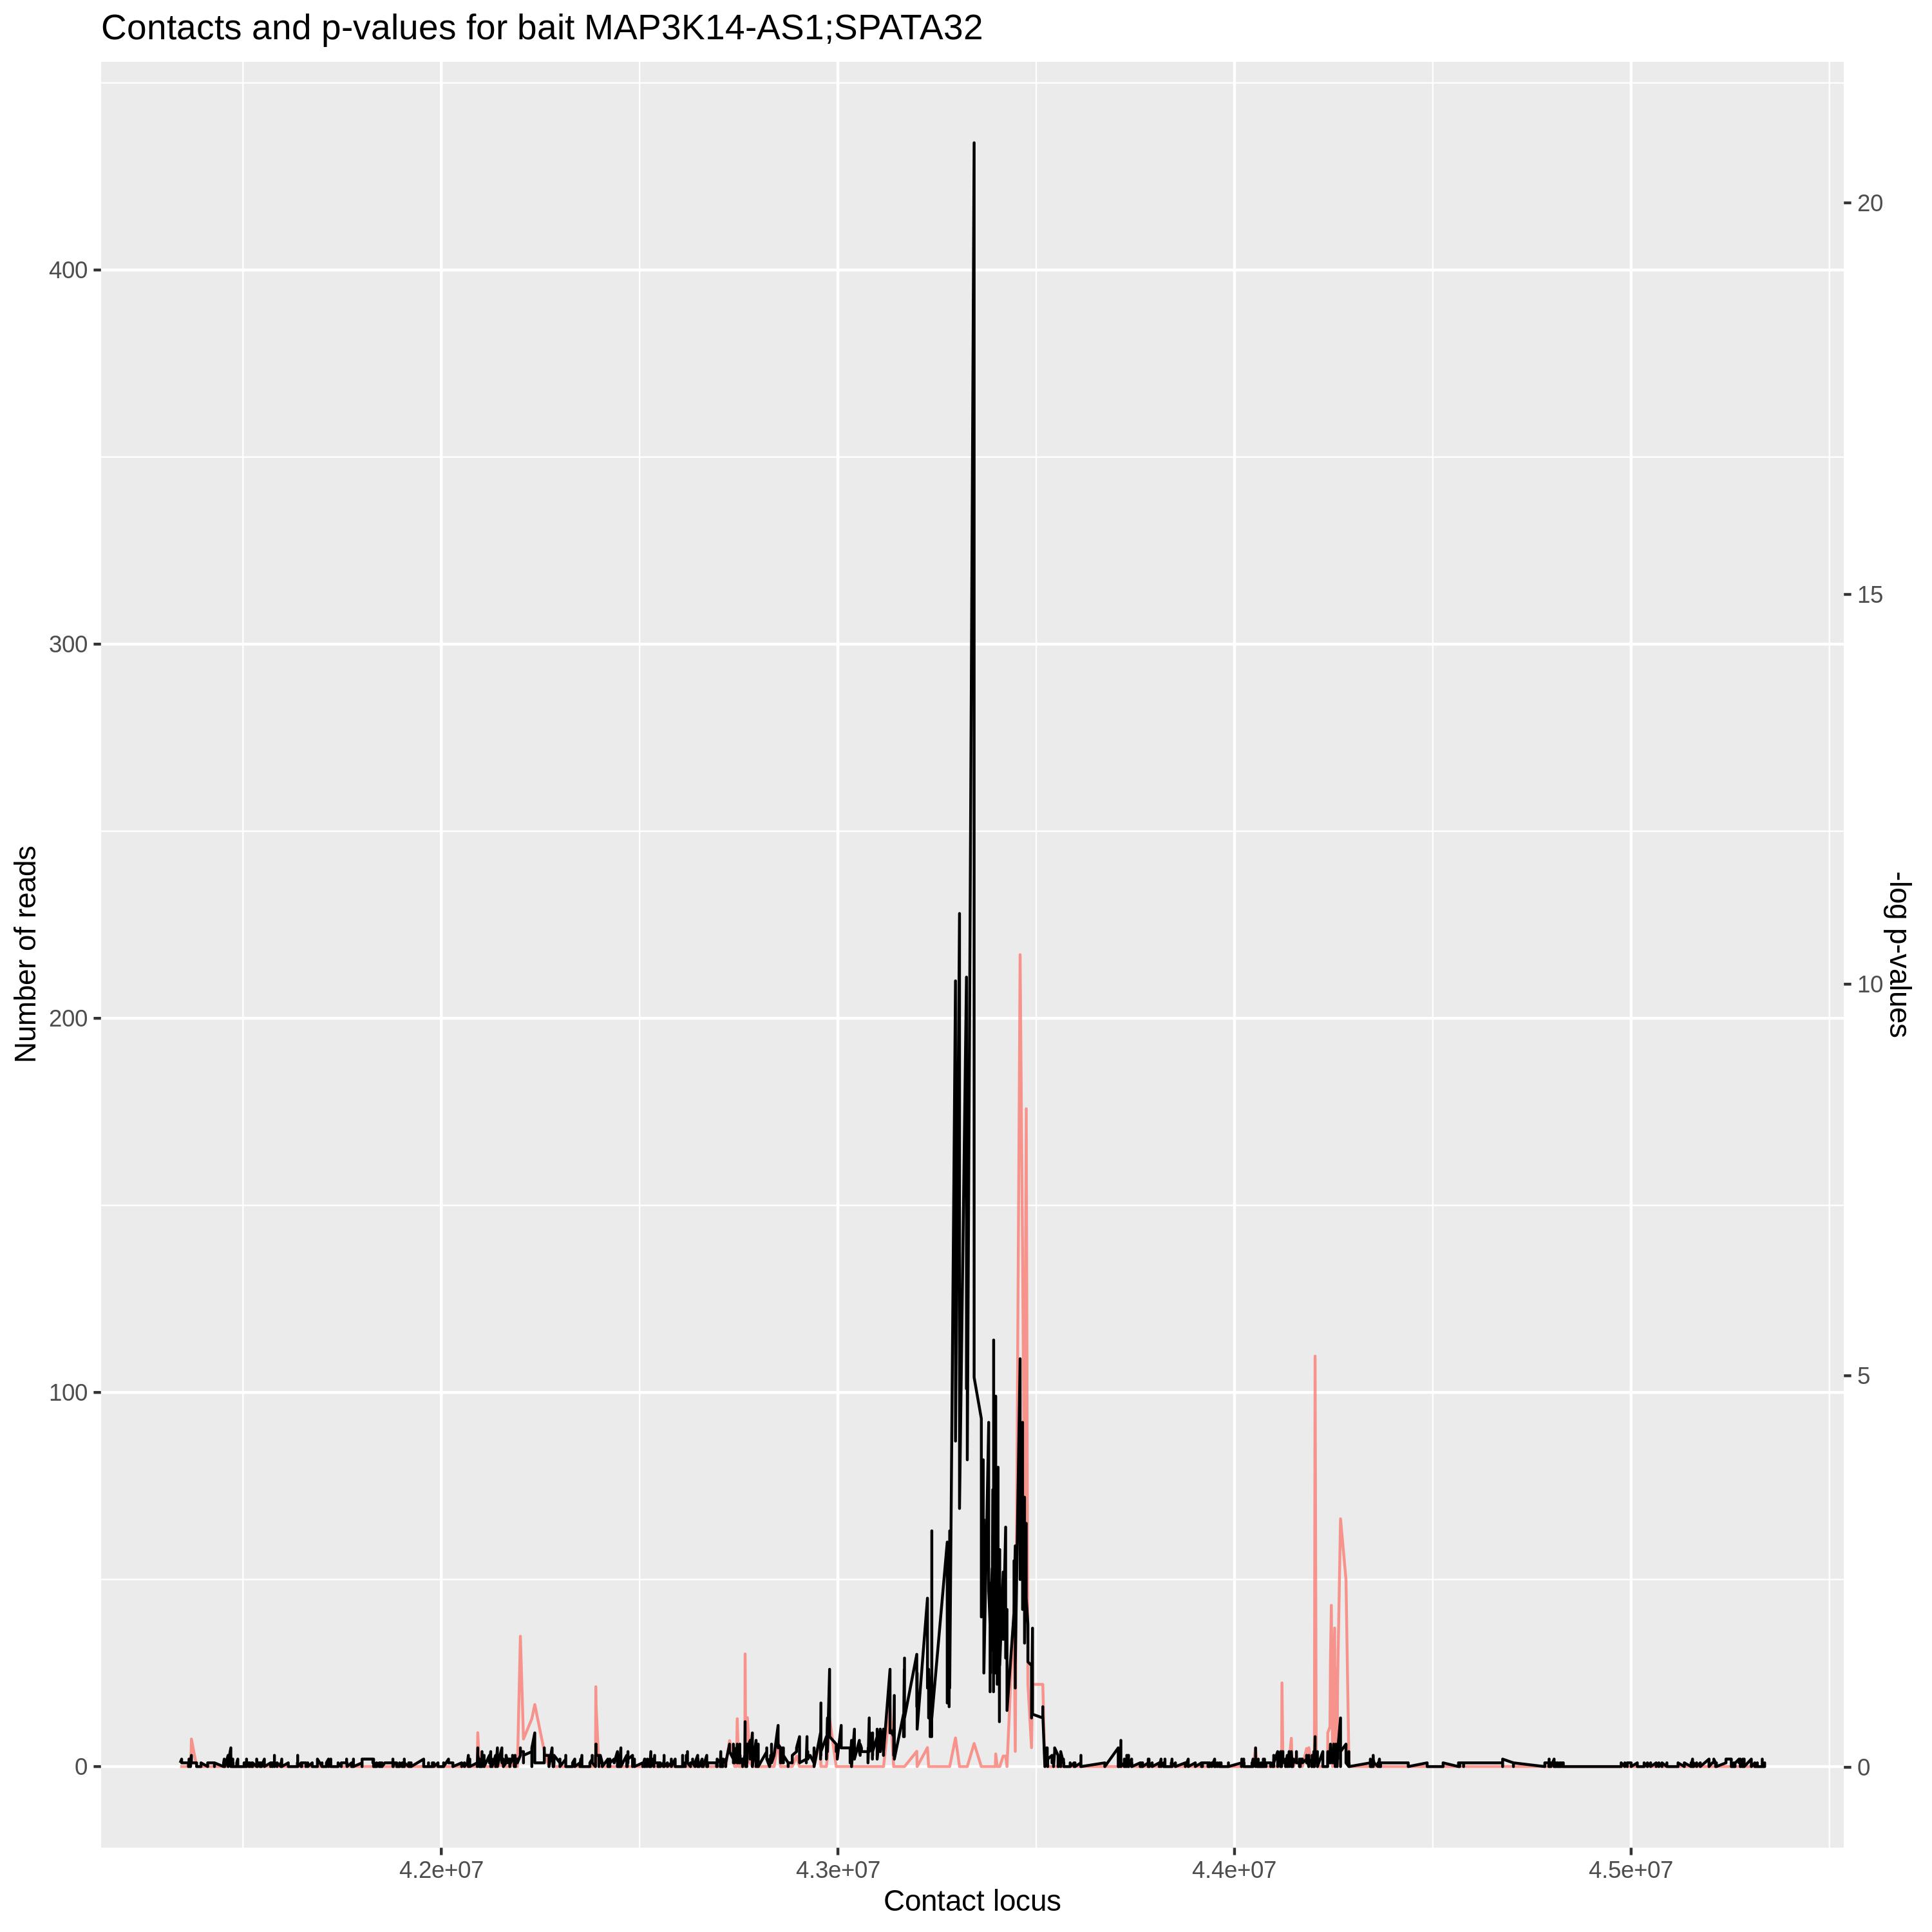 Contacts and p-values for bait MAP3K14-AS1;SPATA32
Number of reads
400
300
200
100
0
20
15
10
5
0
-log p-values
4.2e+07
4.3e+07
4.4e+07
4.5e+07
Contact locus